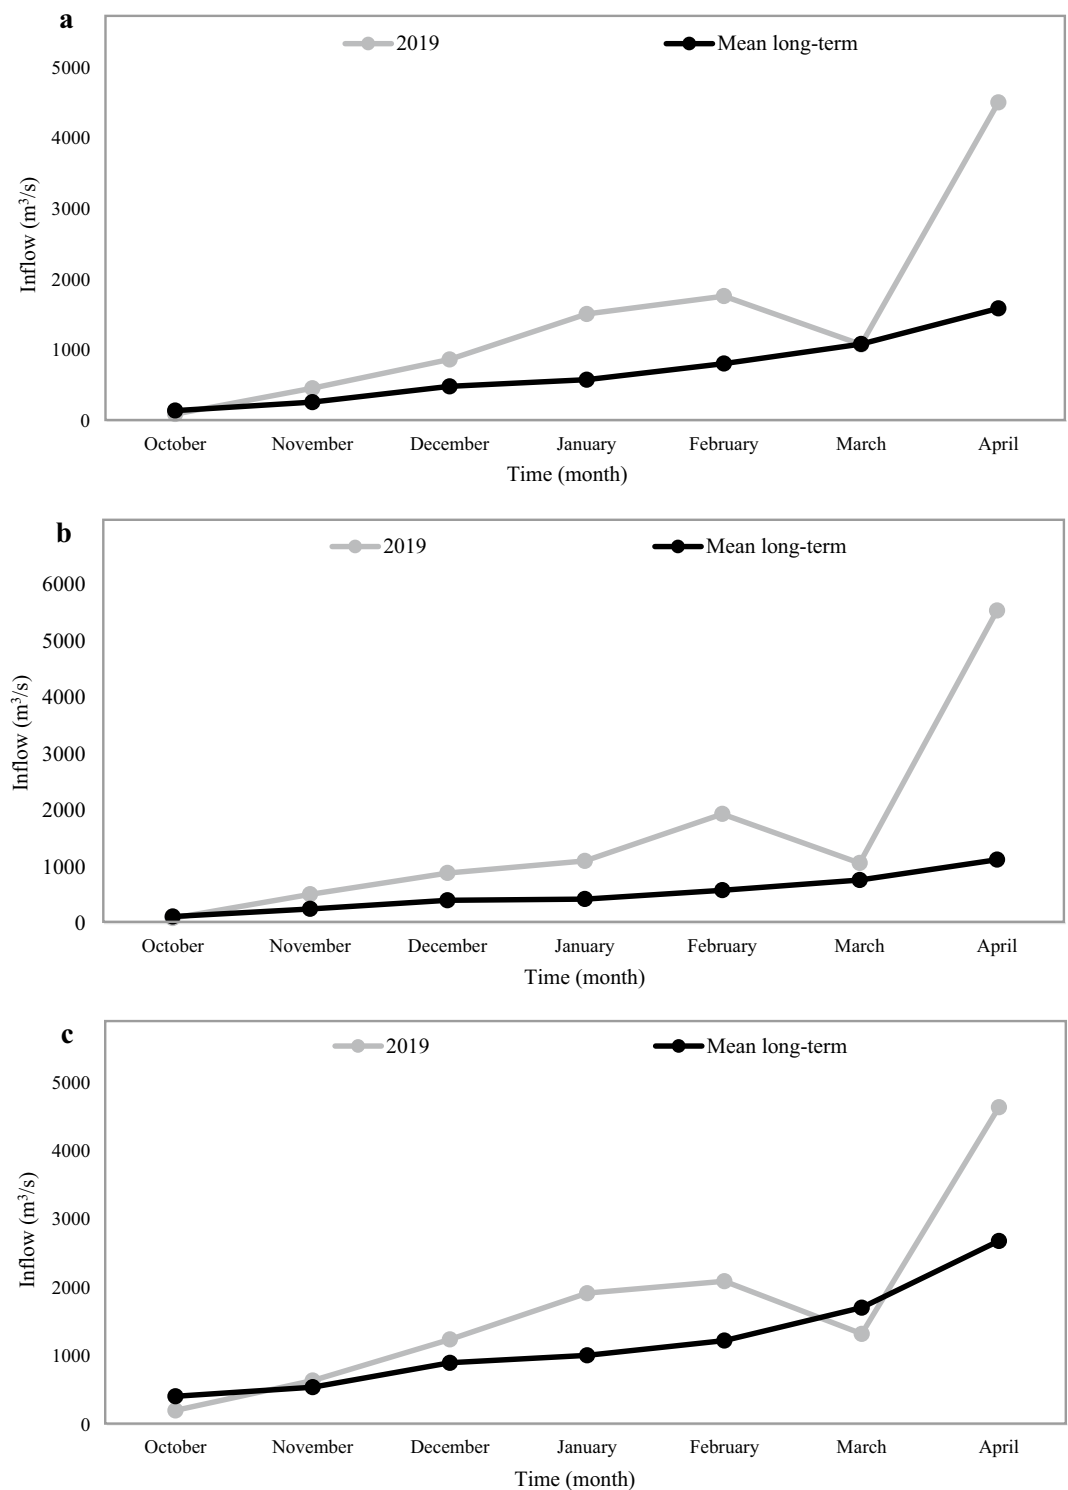 a
2019 Mean long-term
5000
4000
3000
2000
1000
0
Inflow (m³/s)
October November December January February March April
Time (month)
b
2019 Mean long-term
6000
5000
4000
3000
2000
1000
0
Inflow (m³/s)
October November December January February March April
Time (month)
c
2019 Mean long-term
5000
4000
3000
2000
1000
0
Inflow (m³/s)
October November December January February March April
Time (month)